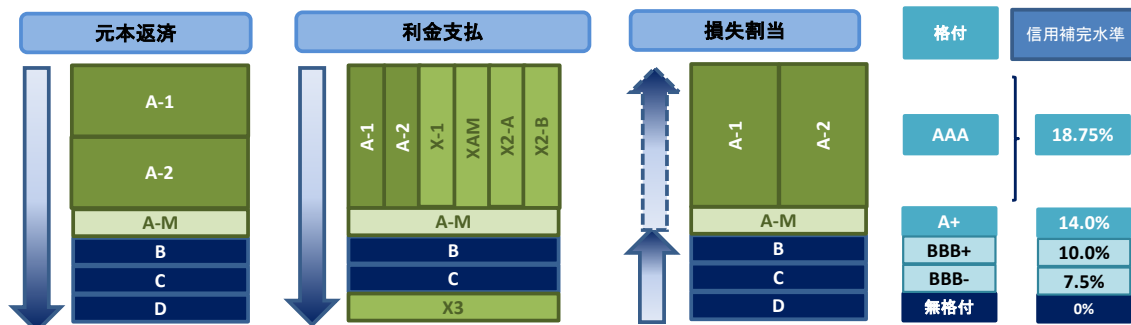 元本返済
A-1
A-2
A-M
B
C
D
利金支払
A-1
A-2
X-1
XAM
X2-A
X2-B
A-M
B
C
X3
損失割当
A-1
A-2
A-M
B
C
D
格付
信用補完水準
AAA
18.75%
A+
14.0%
BBB+
10.0%
BBB-
7.5%
無格付
0%